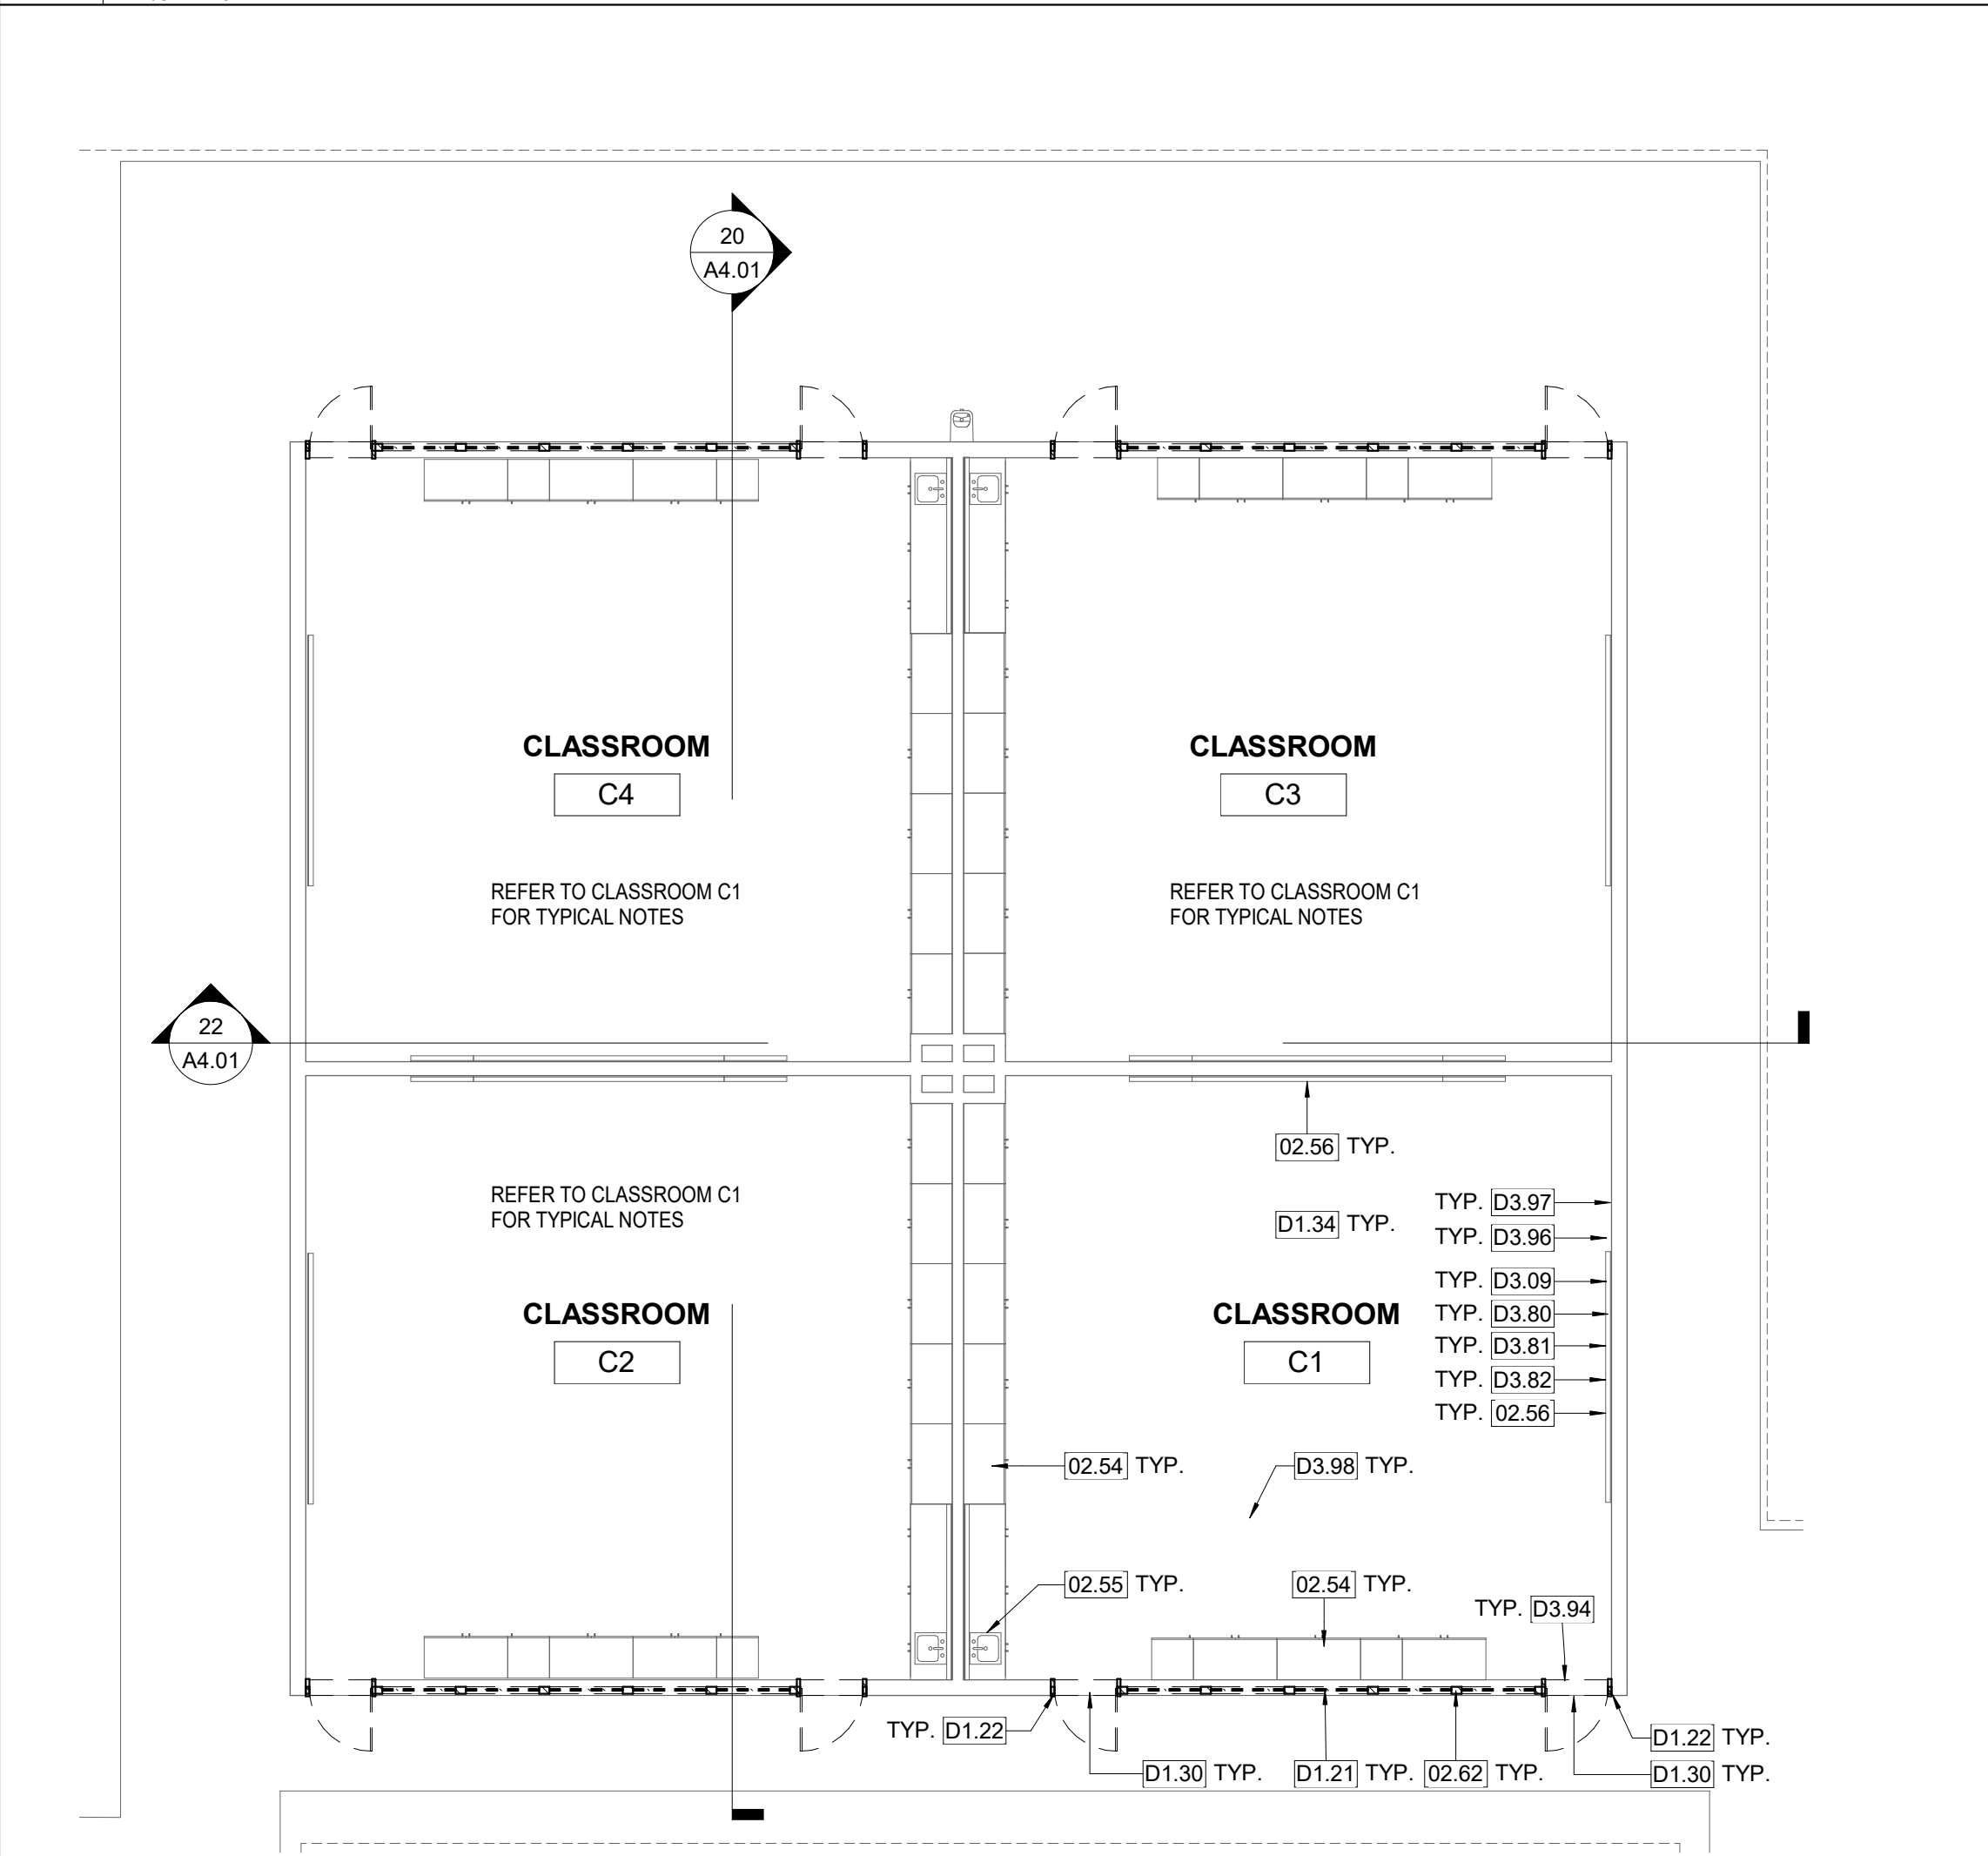 20
A4.01
CLASSROOM
C4
CLASSROOM
C3
REFER TO CLASSROOM C1
FOR TYPICAL NOTES
REFER TO CLASSROOM C1
FOR TYPICAL NOTES
22
A4.01
02.56 TYP.
REFER TO CLASSROOM C1
FOR TYPICAL NOTES
D1.34 TYP.
TYP. D3.97
TYP. D3.96
TYP. D3.09
TYP. D3.80
TYP. D3.81
TYP. D3.82
TYP. 02.56
CLASSROOM
C2
CLASSROOM
C1
02.54 TYP.
D3.98 TYP.
02.55 TYP.
02.54 TYP.
TYP. D3.94
TYP. D1.22
D1.22 TYP.
D1.30 TYP.
D1.21 TYP.
02.62 TYP.
D1.30 TYP.